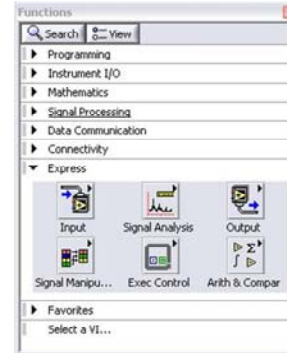 Functions
Search View
Programming
Instrument I/O
Mathematics
Signal Processing
Data Communication
Connectivity
Express
Input Signal Analysis Output
Signal Manipu... Exec Control Arith & Compar
Favorites
Select a VI...